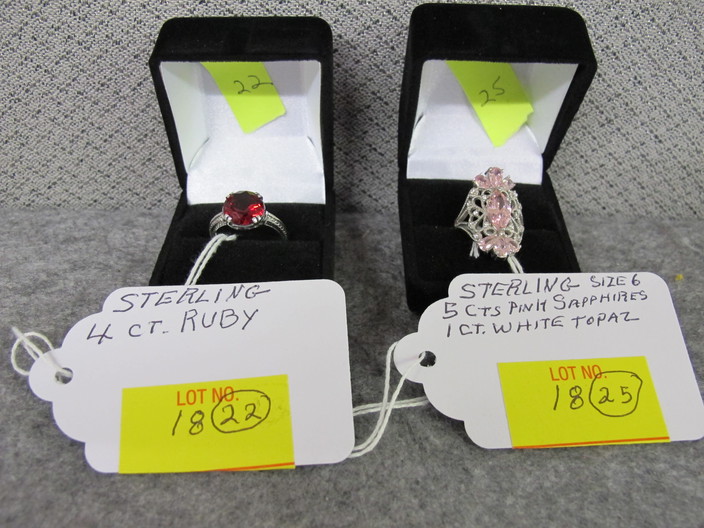 22
25
STERLING
4 CT. RUBY
LOT NO.
18 22
STERLING SIZE 6
5 CTS PINK SAPPHIRES
1 CT. WHITE TOPAZ
LOT NO.
18 25